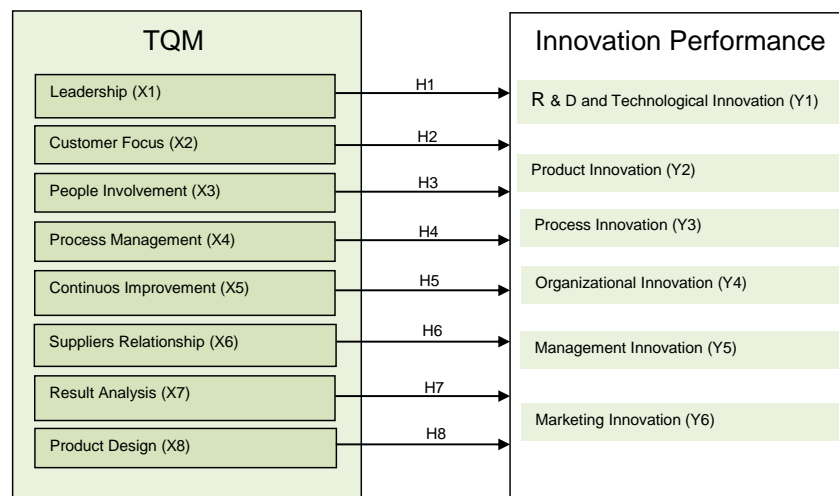 TQM
Leadership (X1)
Customer Focus (X2)
People Involvement (X3)
Process Management (X4)
Continuos Improvement (X5)
Suppliers Relationship (X6)
Result Analysis (X7)
Product Design (X8)
H1
H2
H3
H4
H5
H6
H7
H8
Innovation Performance
R & D and Technological Innovation (Y1)
Product Innovation (Y2)
Process Innovation (Y3)
Organizational Innovation (Y4)
Management Innovation (Y5)
Marketing Innovation (Y6)